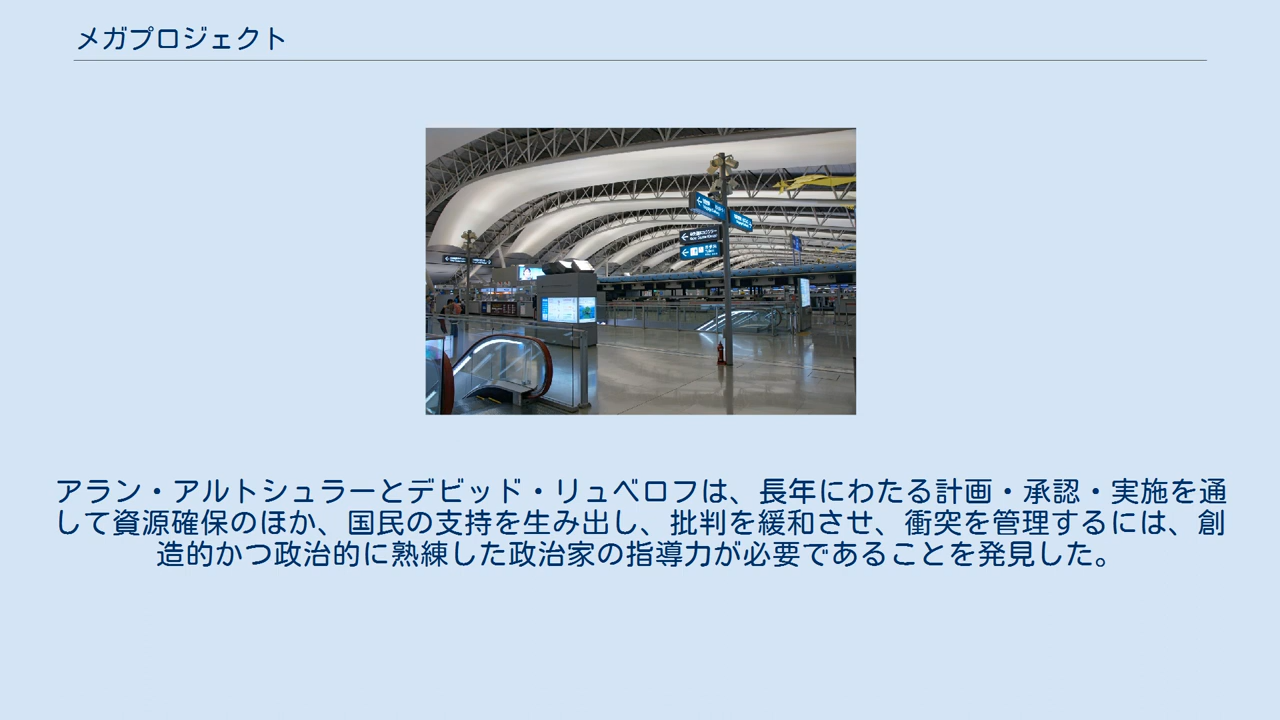 メガプロジェクト
アラン・アルトシュラーとデビッド・リュベロフは、長年にわたる計画・承認・実施を通
して資源確保のほか、国民の支持を生み出し、批判を緩和させ、衝突を管理するには、創
造的かつ政治的に熟練した政治家の指導力が必要であることを発見した。